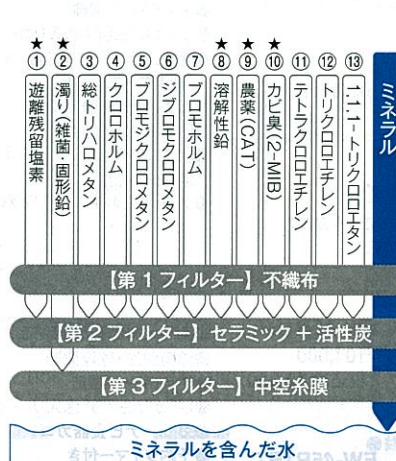 ★ ★ ★ ★ ★
① ② ③ ④ ⑤ ⑥ ⑦ ⑧ ⑨ ⑩ ⑪ ⑫ ⑬
遊離残留塩素
濁り(雑菌・固形鉛)
総トリハロメタン
クロロホルム
ブロモジクロロメタン
ジブロモクロロメタン
ブロモホルム
溶解性鉛
農薬(CAT)
カビ臭(2-MIB)
テトラクロロエチレン
トリクロロエチレン
1.1.1-トリクロロエタン
ミネラル
【第1フィルター】不織布
【第2フィルター】セラミック+活性炭
【第3フィルター】中空糸膜
ミネラルを含んだ水